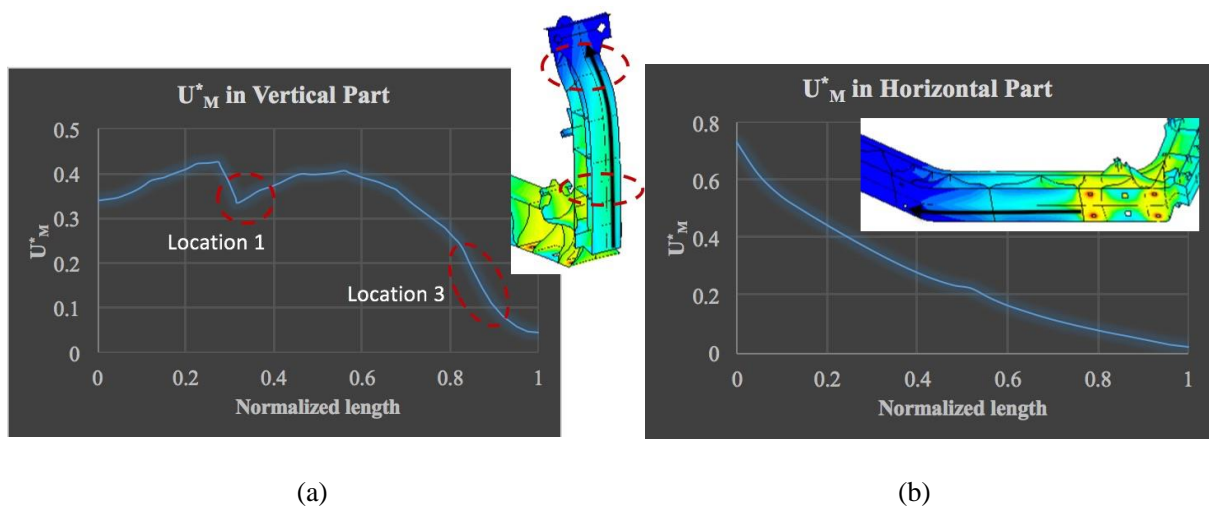 U*M in Vertical Part
0.5
0.4
0.3
0.2
0.1
0
U*M
Location 1
Location 3
0
0.2
0.4
0.6
0.8
1
Normalized length
(a)
U*M in Horizontal Part
0.8
0.6
0.4
0.2
0
U*M
0
0.2
0.4
0.6
0.8
1
Normalized length
(b)